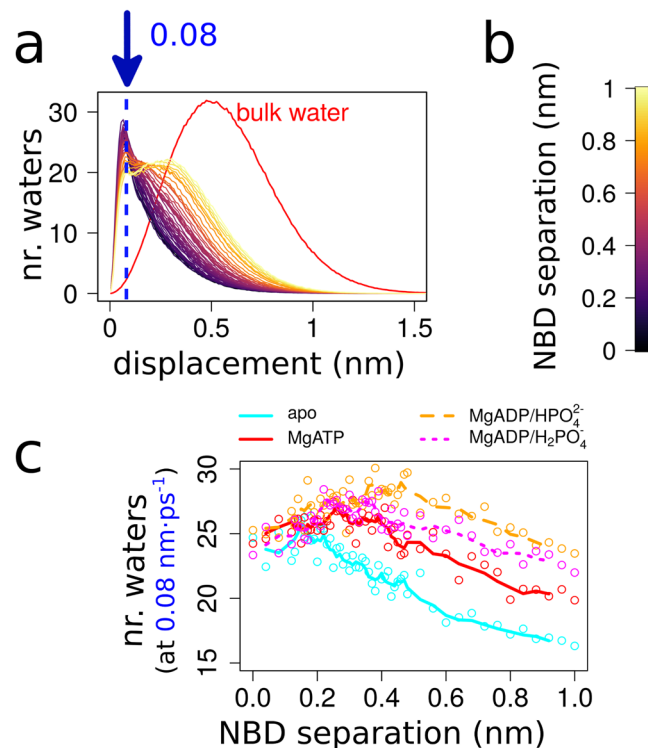 a
0.08
b
bulk water
nr. waters
0
10
20
30
0
0.5
1
1.5
displacement (nm)
NBD separation (nm)
0
0.2
0.4
0.6
0.8
1
apo
MgATP
MgADP/HPO₄²⁻
MgADP/H₂PO₄⁻
c
nr. waters
(at 0.08 nm·ps⁻¹)
15
20
25
30
0.0
0.2
0.4
0.6
0.8
1.0
NBD separation (nm)